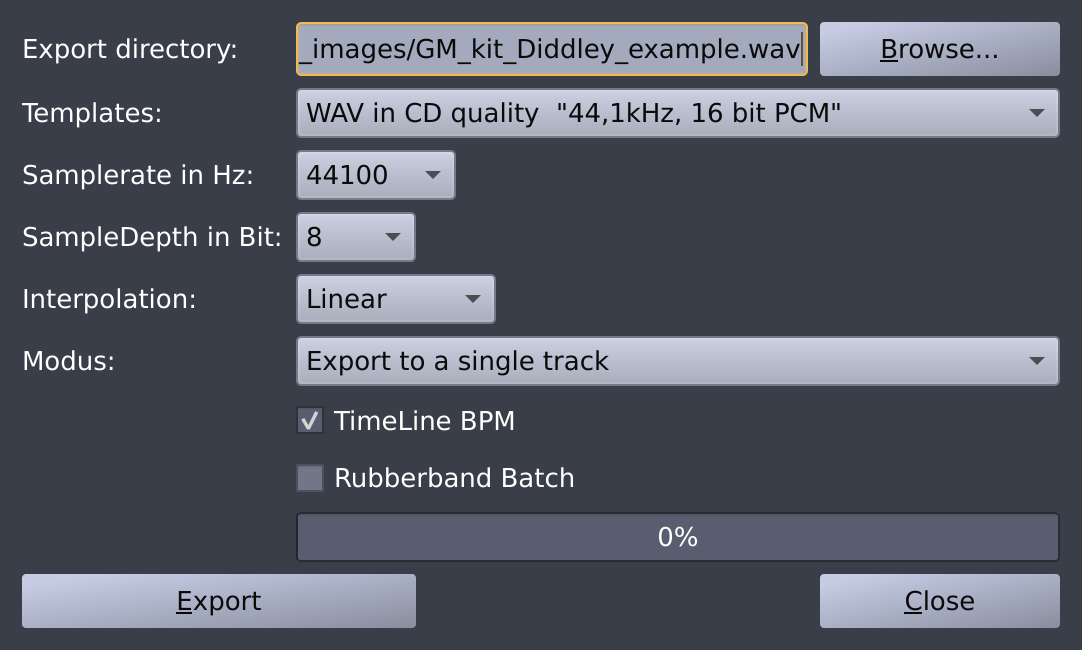 Export directory: _images/GM_kit_Diddley_example.wav Browse...
Templates: WAV in CD quality  "44,1kHz, 16 bit PCM"
Samplerate in Hz: 44100
SampleDepth in Bit: 8
Interpolation: Linear
Modus: Export to a single track
TimeLine BPM
Rubberband Batch
0%
Export Close